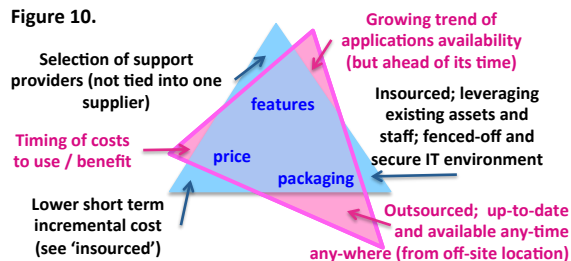 Figure 10.
Growing trend of
applications availability
(but ahead of its time)
Selection of support
providers (not tied into one
supplier)
features
Insourced; leveraging
existing assets and
staff; fenced-off and
secure IT environment
Timing of costs
to use / benefit
price
packaging
Lower short term
incremental cost
(see ‘insourced’)
Outsourced; up-to-date
and available any-time
any-where (from off-site location)